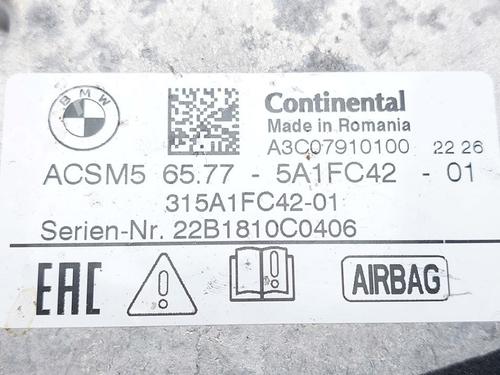 BMW
Continental
Made in Romania
A3C07910100 22 26
ACSM5 65.77 - 5A1FC42 - 01
315A1FC42-01
Serien-Nr. 22B1810C0406
EAC
AIRBAG